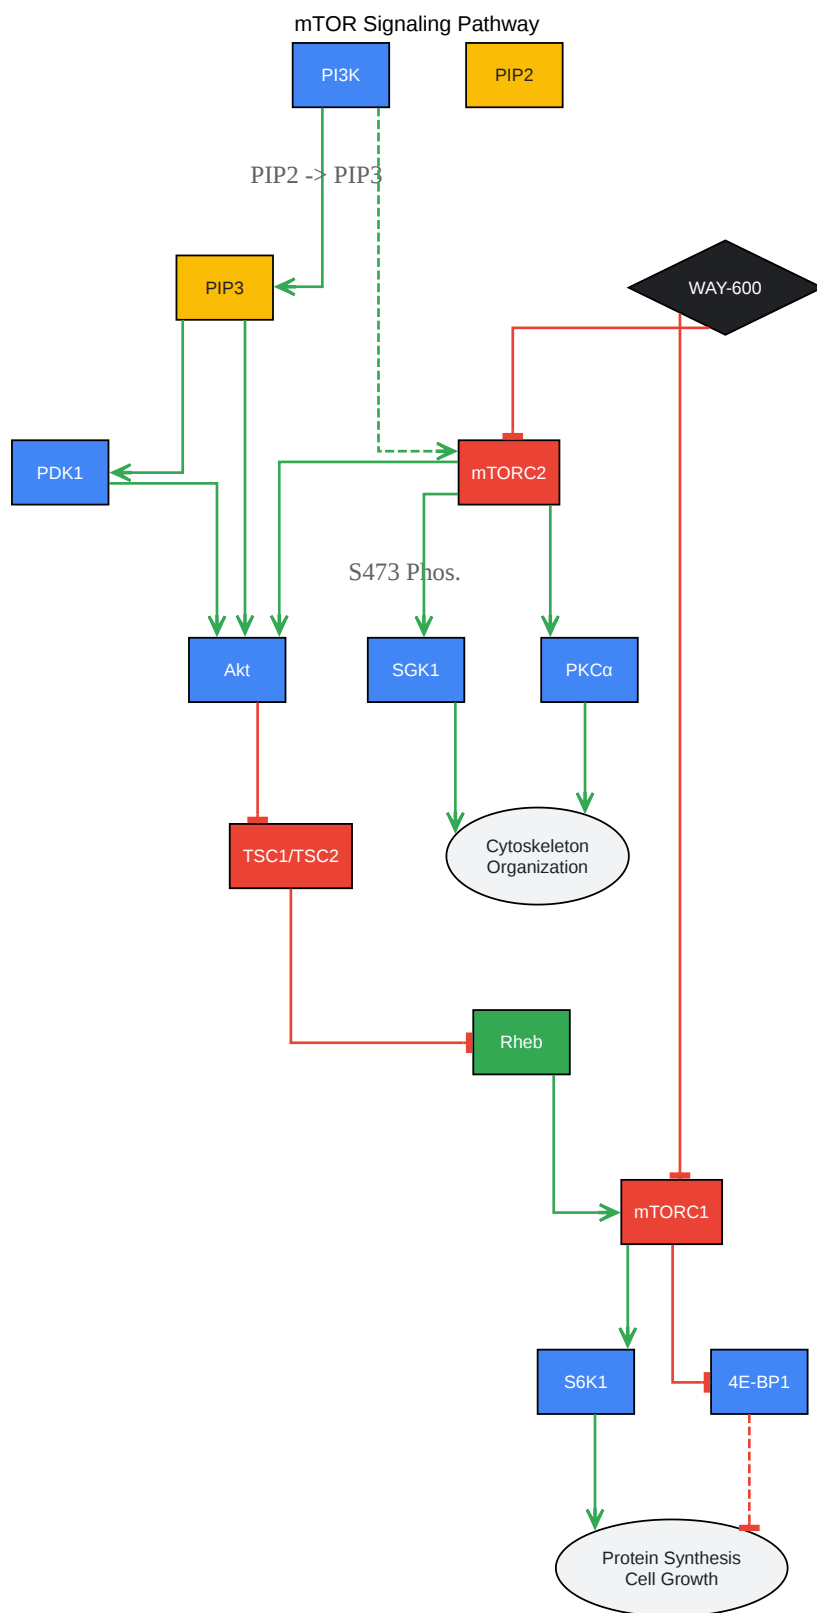 mTOR Signaling Pathway
PI3K
PIP2
PIP2 -> PIP3
PIP3
WAY-600
PDK1
mTORC2
S473 Phos.
Akt
SGK1
PKCα
TSC1/TSC2
Cytoskeleton
Organization
Rheb
mTORC1
S6K1
4E-BP1
Protein Synthesis
Cell Growth